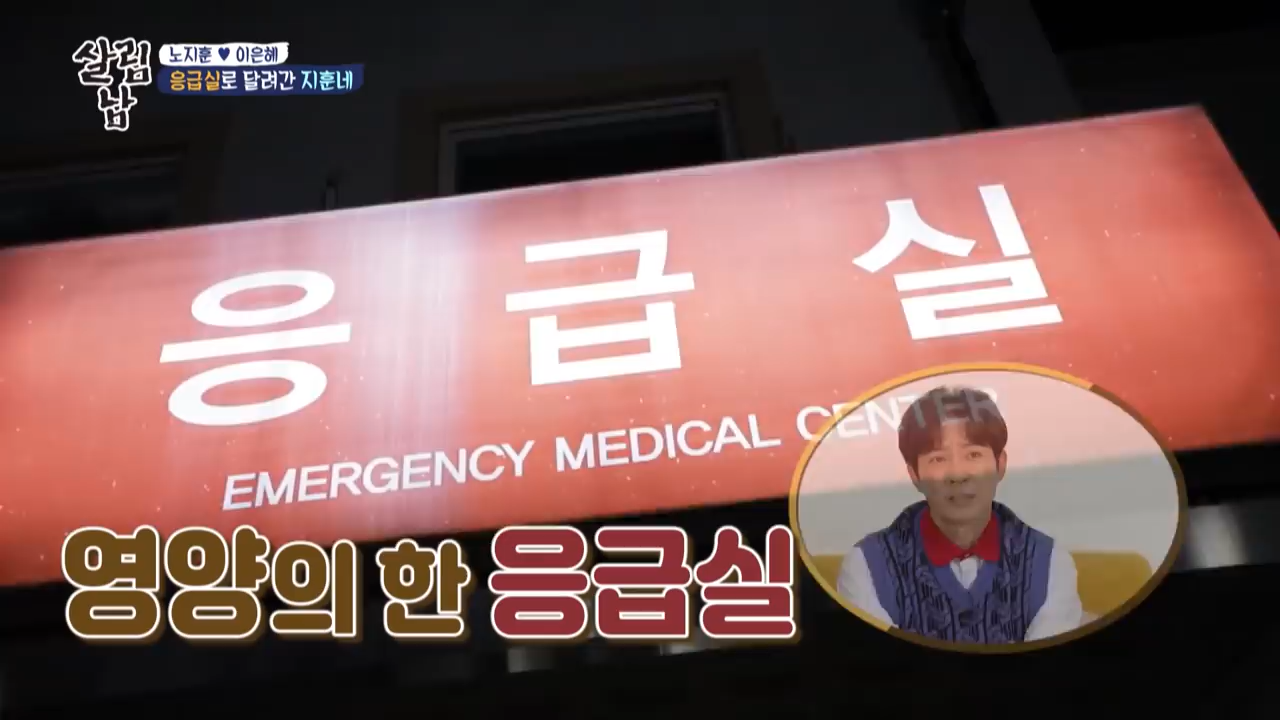 살림남
노지훈 ♥ 이은혜
응급실로 달려간 지훈네
응급실
EMERGENCY MEDICAL CENTER
영양의 한 응급실